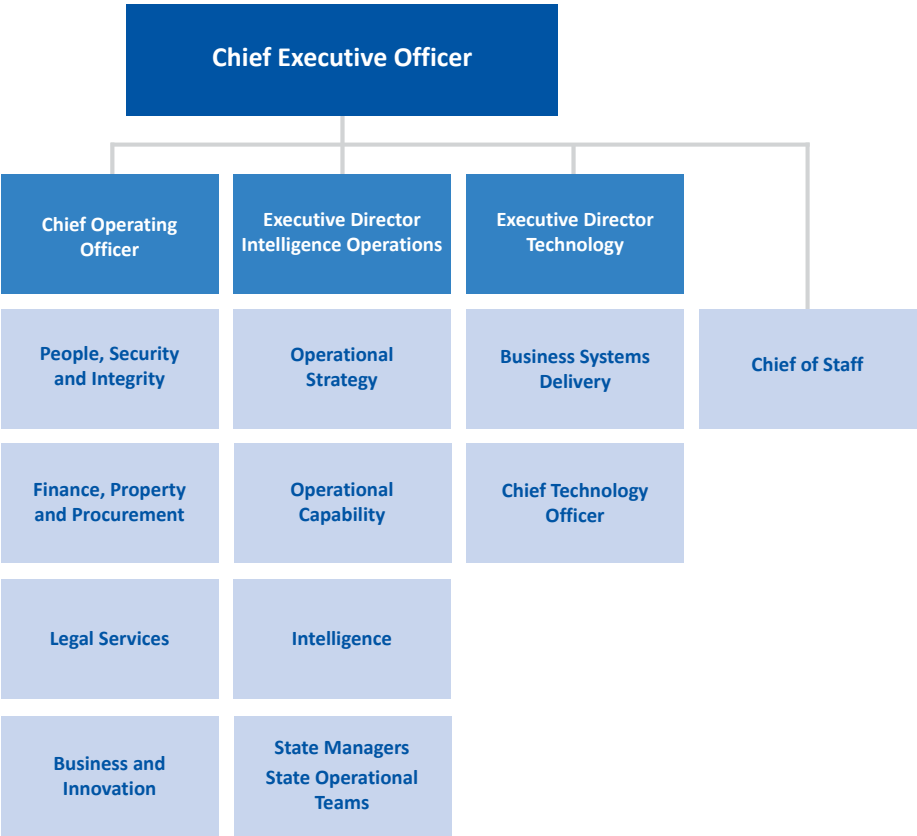 Chief Executive Officer
Chief Operating
Officer
Executive Director
Intelligence Operations
Executive Director
Technology
People, Security
and Integrity
Operational
Strategy
Business Systems
Delivery
Chief of Staff
Finance, Property
and Procurement
Operational
Capability
Chief Technology
Officer
Legal Services
Intelligence
Business and
Innovation
State Managers
State Operational
Teams